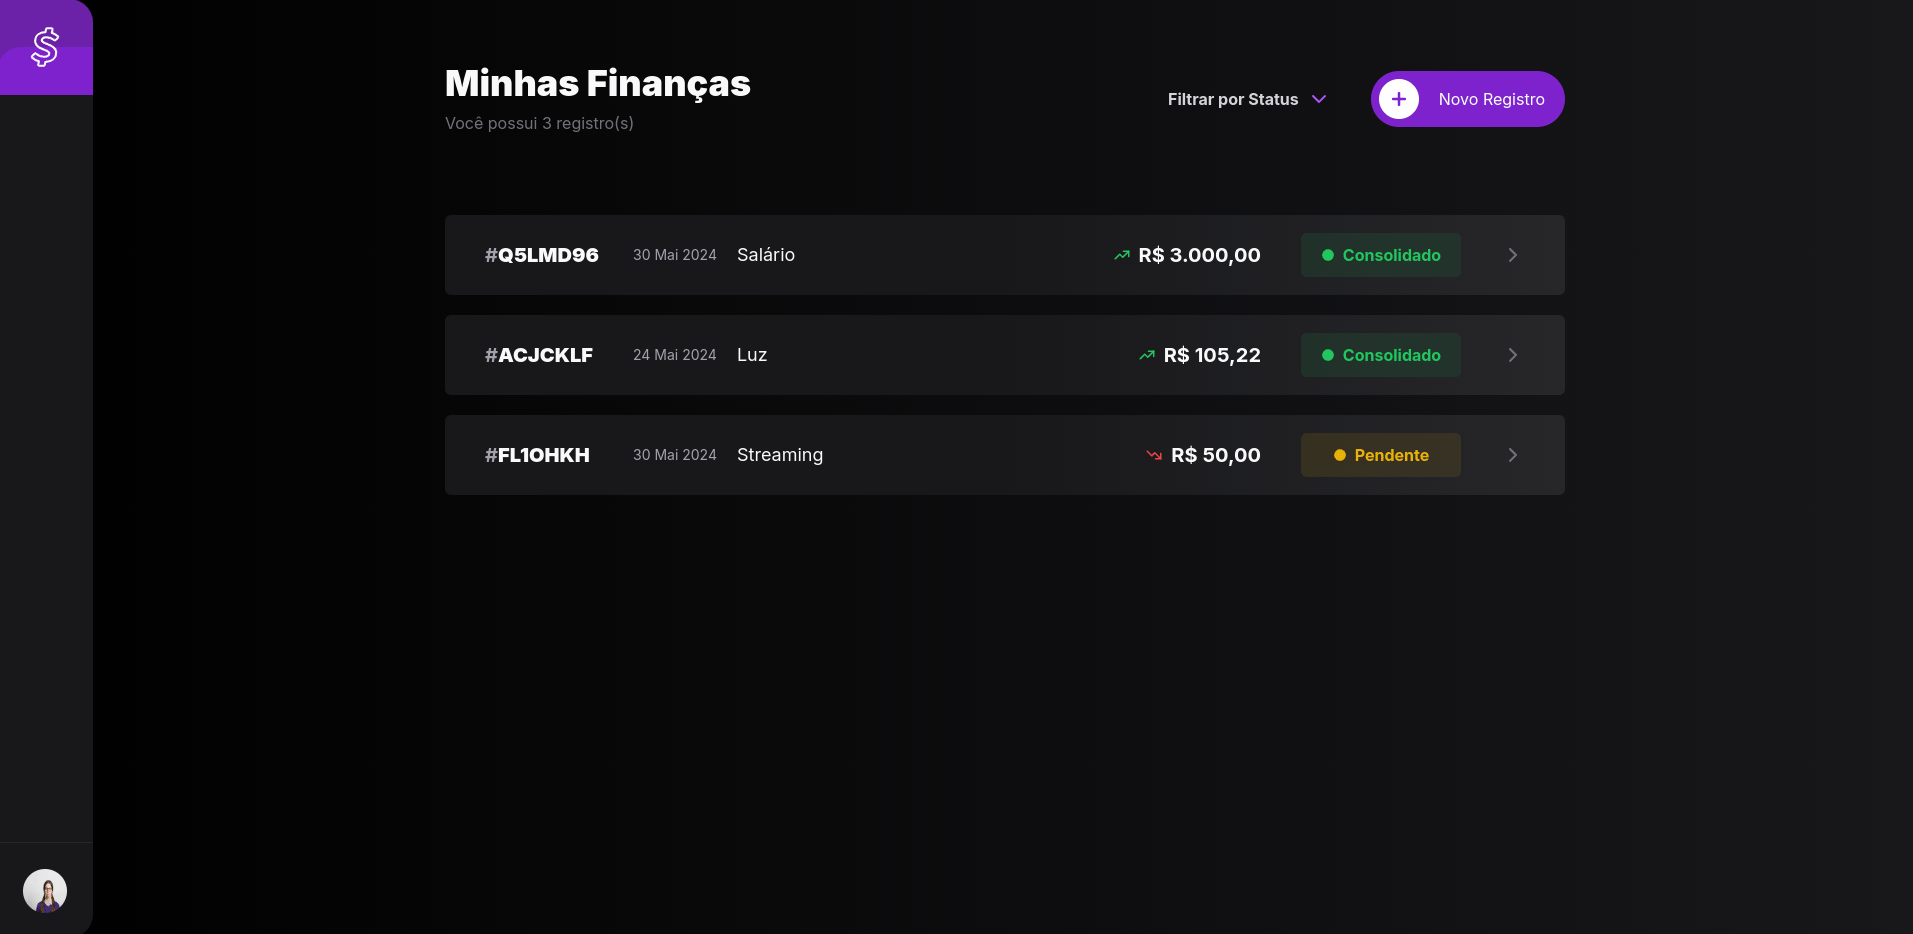 Minhas Finanças
Você possui 3 registro(s)
Filtrar por Status
Novo Registro
#Q5LMD96 30 Mai 2024 Salário R$ 3.000,00 Consolidado
#ACJCKLF 24 Mai 2024 Luz R$ 105,22 Consolidado
#FL1OHKH 30 Mai 2024 Streaming R$ 50,00 Pendente